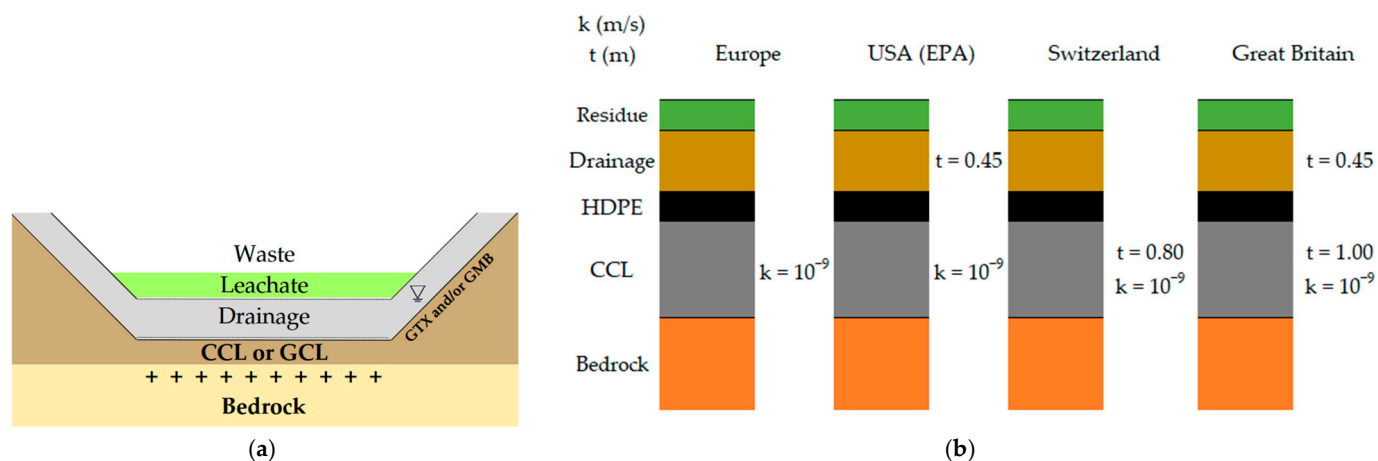 Waste
Leachate
Drainage
GTX and/or GMB
CCL or GCL
+ + + + + + + + + +
Bedrock
(a)
k (m/s)
t (m)
Europe
USA (EPA)
Switzerland
Great Britain
Residue
Drainage
t = 0.45
t = 0.45
HDPE
CCL
k = 10⁻⁹
k = 10⁻⁹
t = 0.80
k = 10⁻⁹
t = 1.00
k = 10⁻⁹
Bedrock
(b)